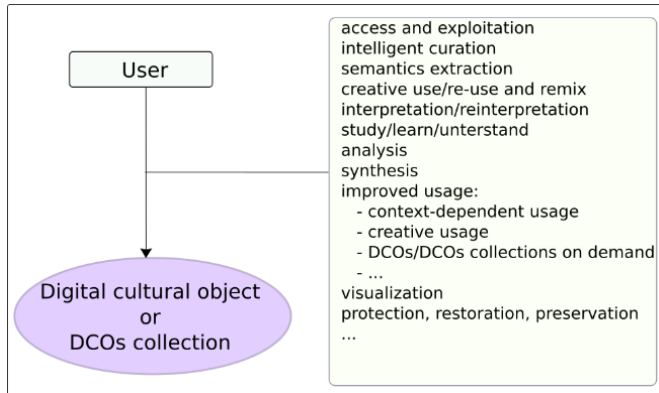 User
Digital cultural object
or
DCOs collection
access and exploitation
intelligent curation
semantics extraction
creative use/re-use and remix
interpretation/reinterpretation
study/learn/unterstand
analysis
synthesis
improved usage:
- context-dependent usage
- creative usage
- DCOs/DCOs collections on demand
- ...
visualization
protection, restoration, preservation
...